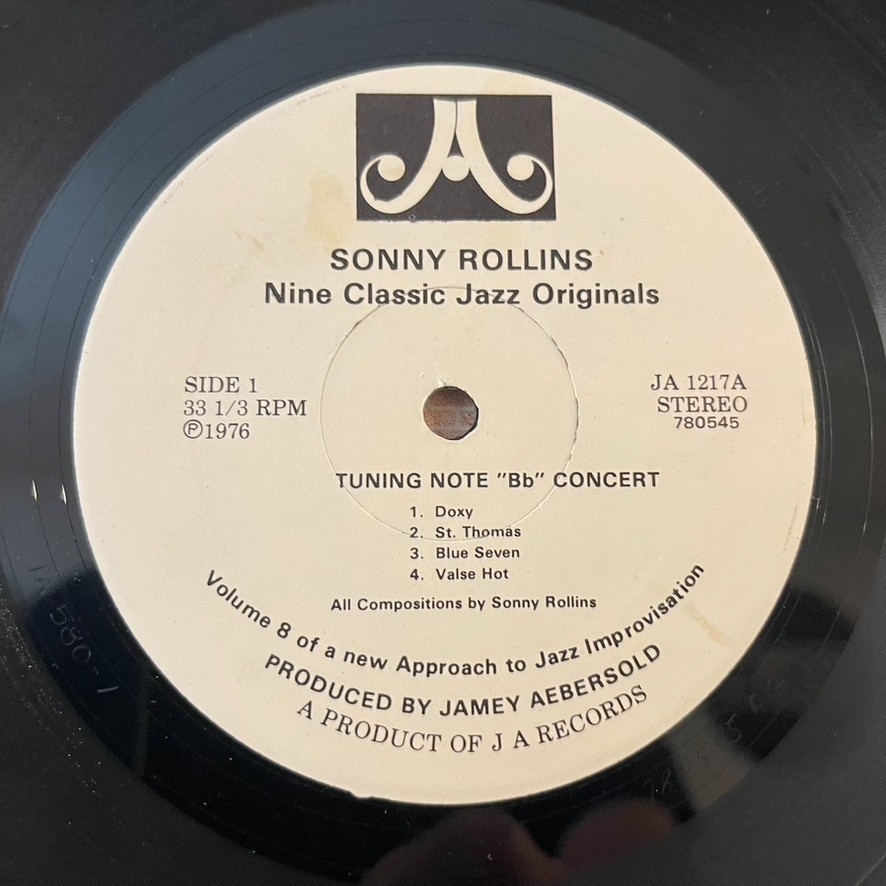 SONNY ROLLINS
Nine Classic Jazz Originals
SIDE 1
33 1/3 RPM
℗1976
JA 1217A
STEREO
780545
TUNING NOTE "Bb" CONCERT
1. Doxy
2. St. Thomas
3. Blue Seven
4. Valse Hot
All Compositions by Sonny Rollins
Volume 8 of a new Approach to Jazz Improvisation
PRODUCED BY JAMEY AEBERSOLD
A PRODUCT OF J A RECORDS
580-1